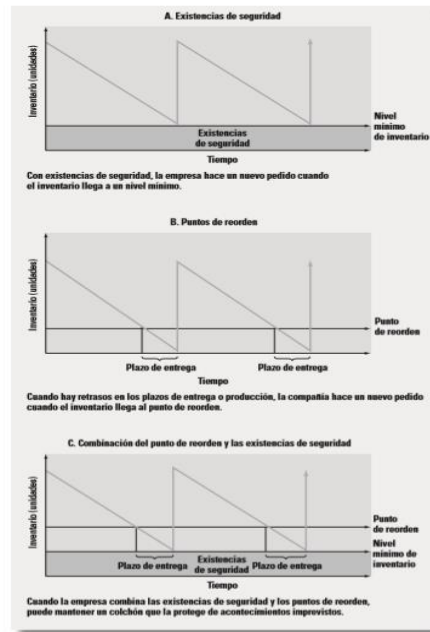 A. Existencias de seguridad
Inventario (unidades)
Nivel
mínimo
de inventario
Existencias
de seguridad
Tiempo
Con existencias de seguridad, la empresa hace un nuevo pedido cuando
el inventario llega a un nivel mínimo.
B. Puntos de reorden
Inventario (unidades)
Punto
de reorden
Plazo de entrega
Plazo de entrega
Tiempo
Cuando hay retrasos en los plazos de entrega o producción, la compañía hace un nuevo pedido
cuando el inventario llega al punto de reorden.
C. Combinación del punto de reorden y las existencias de seguridad
Inventario (unidades)
Punto
de reorden
Nivel
mínimo de
inventario
Plazo de entrega
Existencias
de seguridad
Plazo de entrega
Tiempo
Cuando la empresa combina las existencias de seguridad y los puntos de reorden,
puede mantener un colchón que la protege de acontecimientos imprevistos.